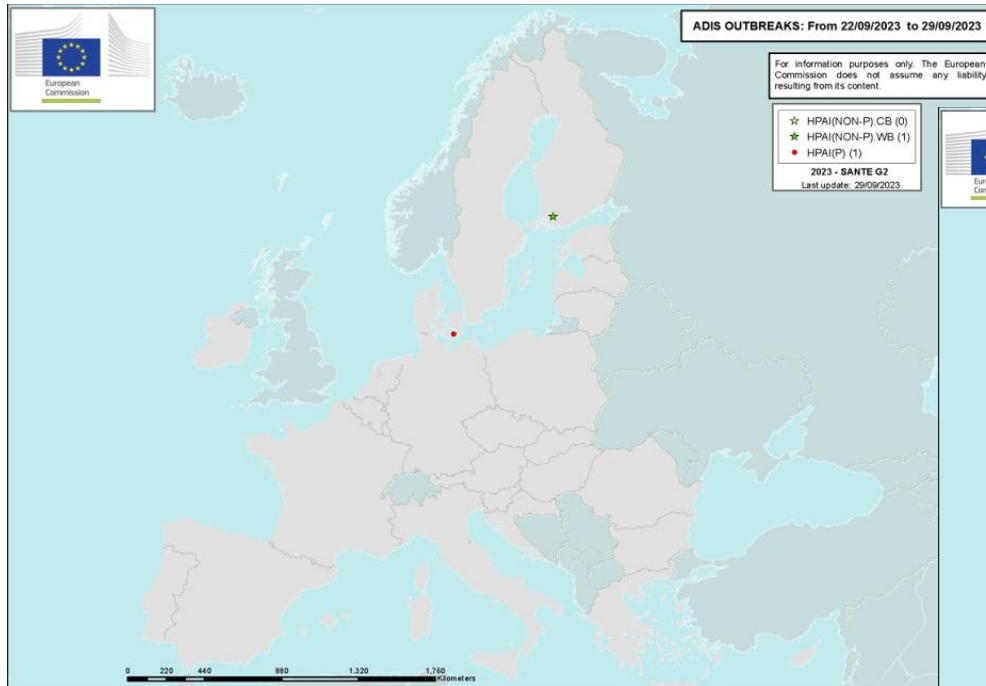 European
Commission
ADIS OUTBREAKS: From 22/09/2023 to 29/09/2023
For information purposes only. The European
Commission does not assume any liability
resulting from its content.
HPAI(NON-P).CB (0)
HPAI(NON-P).WB (1)
HPAI(P) (1)
2023 - SANTE G2
Last update: 29/09/2023
Eur
Com
0 220 440 880 1,320 1,760
Kilometers